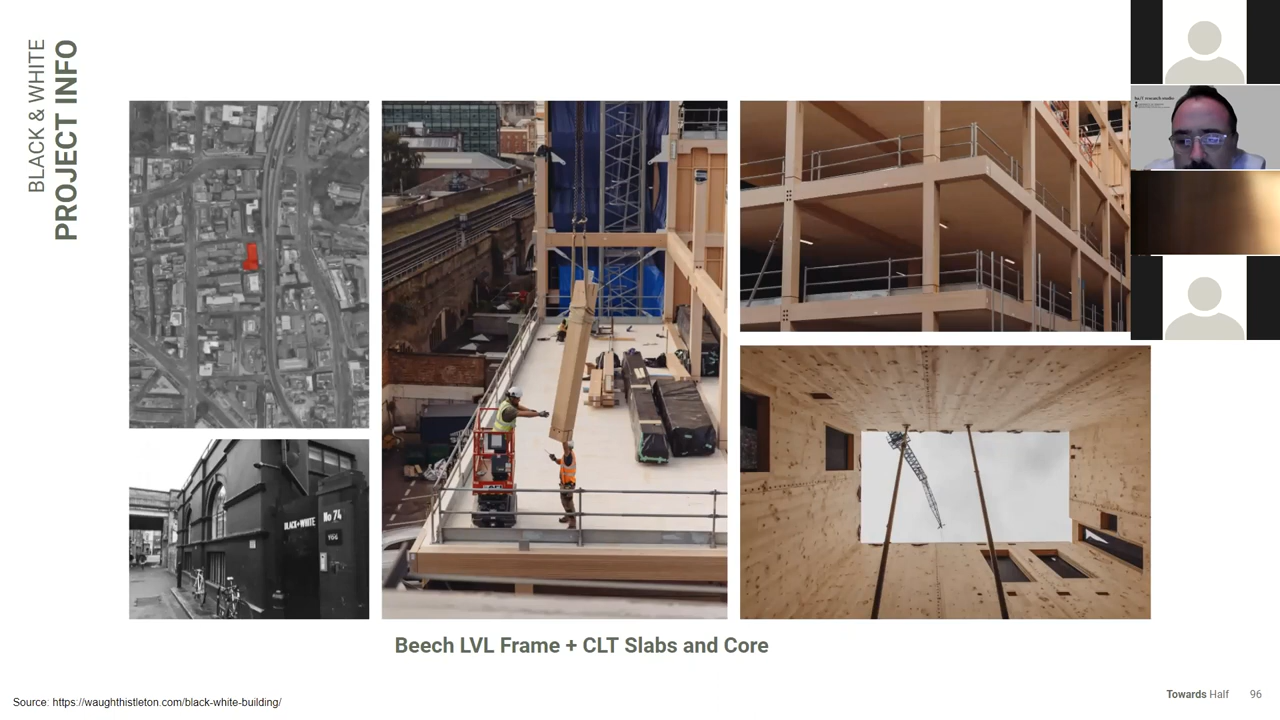 BLACK & WHITE
PROJECT INFO
BLACK+WHITE
No 74
Beech LVL Frame + CLT Slabs and Core
Source: https://waughthistleton.com/black-white-building/
Towards Half 96